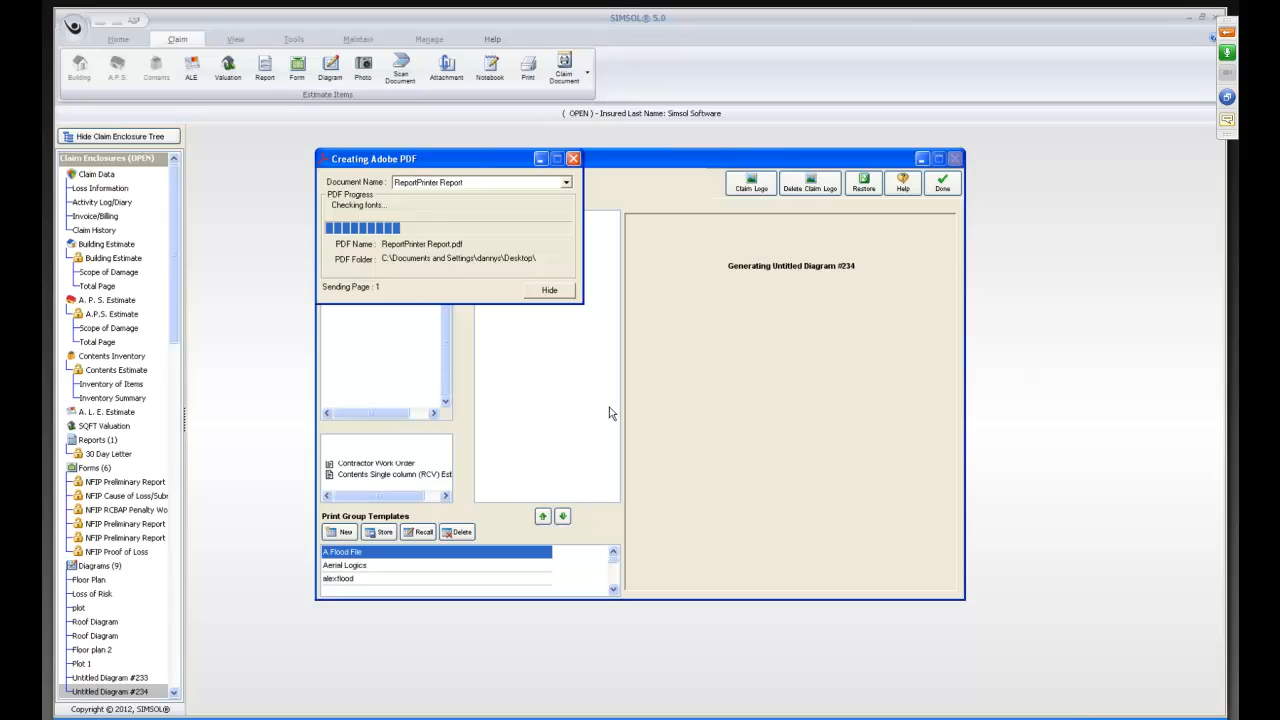 SIMSOL® 5.0
Home Claim View Tools Maintain Manage Help
Building A.P.S. Contents ALE Valuation Report Form Diagram Photo Scan Document Attachment Notebook Print Claim Document
Estimate Items
( OPEN ) - Insured Last Name: Simsol Software
Hide Claim Enclosure Tree
Claim Enclosures (OPEN)
Claim Data
Loss Information
Activity Log/Diary
Invoice/Billing
Claim History
Building Estimate
Building Estimate
Scope of Damage
Total Page
A. P. S. Estimate
A.P.S. Estimate
Scope of Damage
Total Page
Contents Inventory
Contents Estimate
Inventory of Items
Inventory Summary
A. L. E. Estimate
SQFT Valuation
Reports (1)
30 Day Letter
Forms (6)
NFIP Preliminary Report
NFIP Cause of Loss/Sub
NFIP RCBAP Penalty Wo
NFIP Preliminary Report
NFIP Preliminary Report
NFIP Proof of Loss
Diagrams (9)
Floor Plan
Loss of Risk
plot
Roof Diagram
Roof Diagram
Floor plan 2
Plot 1
Untitled Diagram #233
Untitled Diagram #234
Copyright © 2012, SIMSOL®
Creating Adobe PDF
Document Name : ReportPrinter Report
PDF Progress
Checking fonts...
PDF Name : ReportPrinter Report.pdf
PDF Folder : C:\Documents and Settings\dannys\Desktop\
Sending Page : 1
Hide
Claim Logo Delete Claim Logo Restore Help Done
Generating Untitled Diagram #234
Contractor Work Order
Contents Single column (RCV) Est
Print Group Templates
New Store Recall Delete
A Flood File
Aerial Logics
alexflood